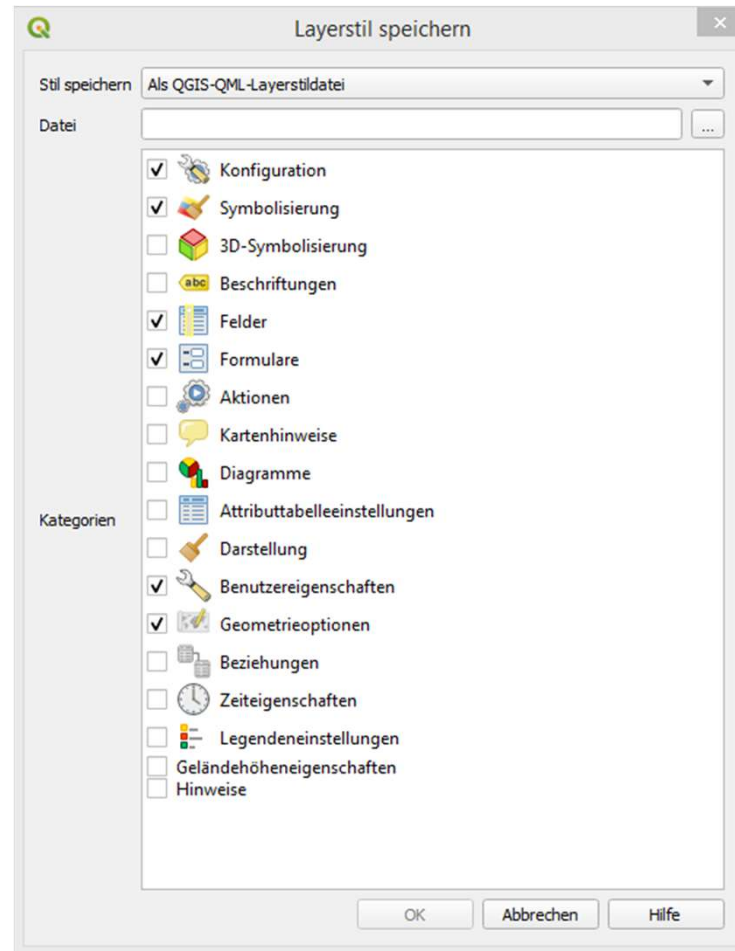 Layerstil speichern
Stil speichern Als QGIS-QML-Layerstildatei
Datei ...
Konfiguration
Symbolisierung
3D-Symbolisierung
abc Beschriftungen
Felder
Formulare
Aktionen
Kartenhinweise
Diagramme
Kategorien Attributtabelleeinstellungen
Darstellung
Benutzereigenschaften
Geometrieoptionen
Beziehungen
Zeiteigenschaften
Legendeneinstellungen
Geländehöheneigenschaften
Hinweise
OK Abbrechen Hilfe